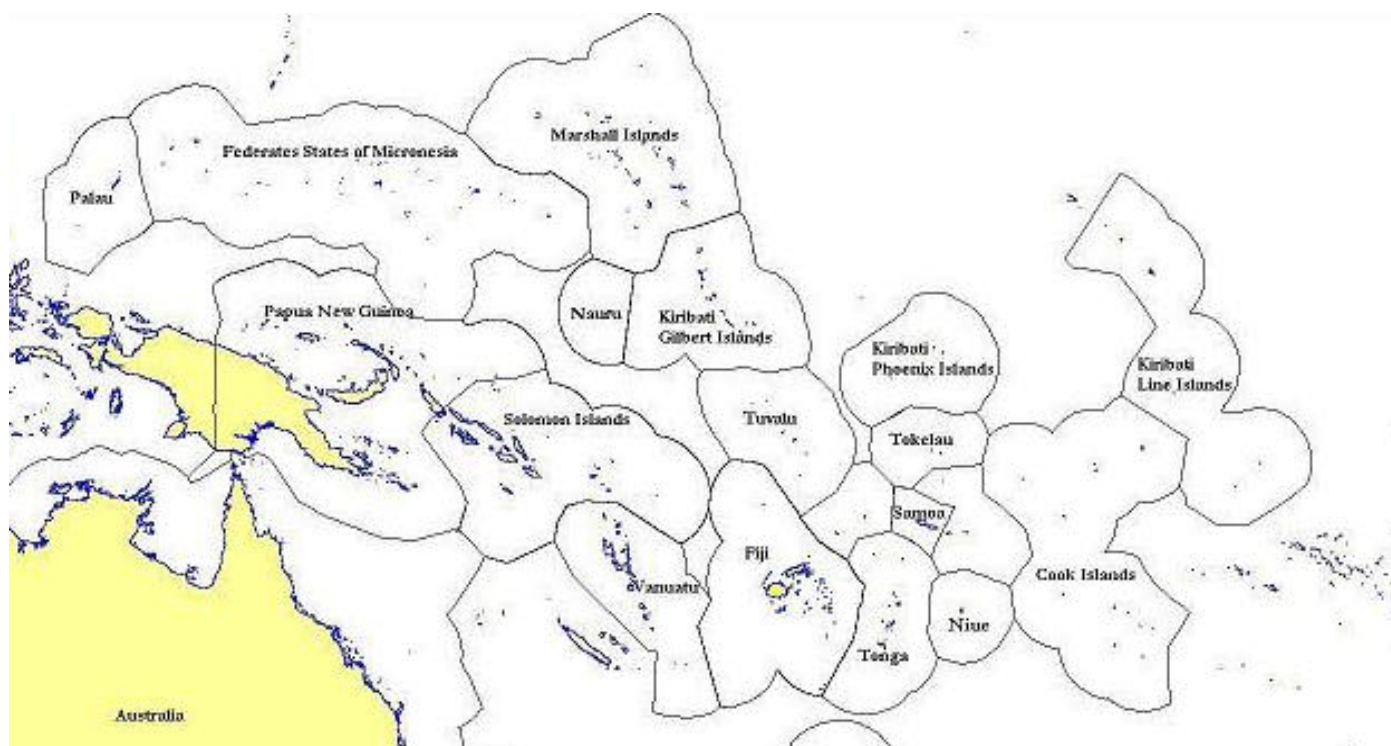 Marshall Islands
Federates States of Micronesia
Palau
Papua New Guinea
Nauru
Kiribati
Gilbert Islands
Kiribati
Phoenix Islands
Kiribati
Line Islands
Solomon Islands
Tuvalu
Tokelau
Samoa
Fiji
Vanuatu
Cook Islands
Niue
Tonga
Australia